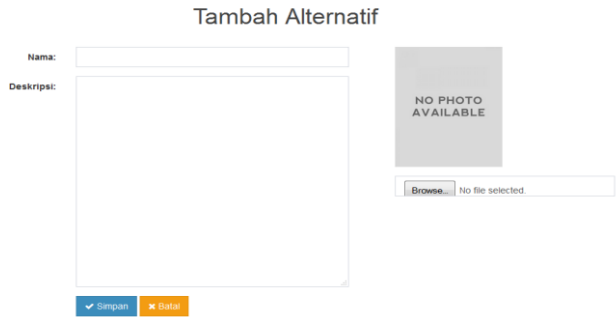 Tambah Alternatif
Nama:
Deskripsi:
NO PHOTO
AVAILABLE
Browse... No file selected.
Simpan
Batal